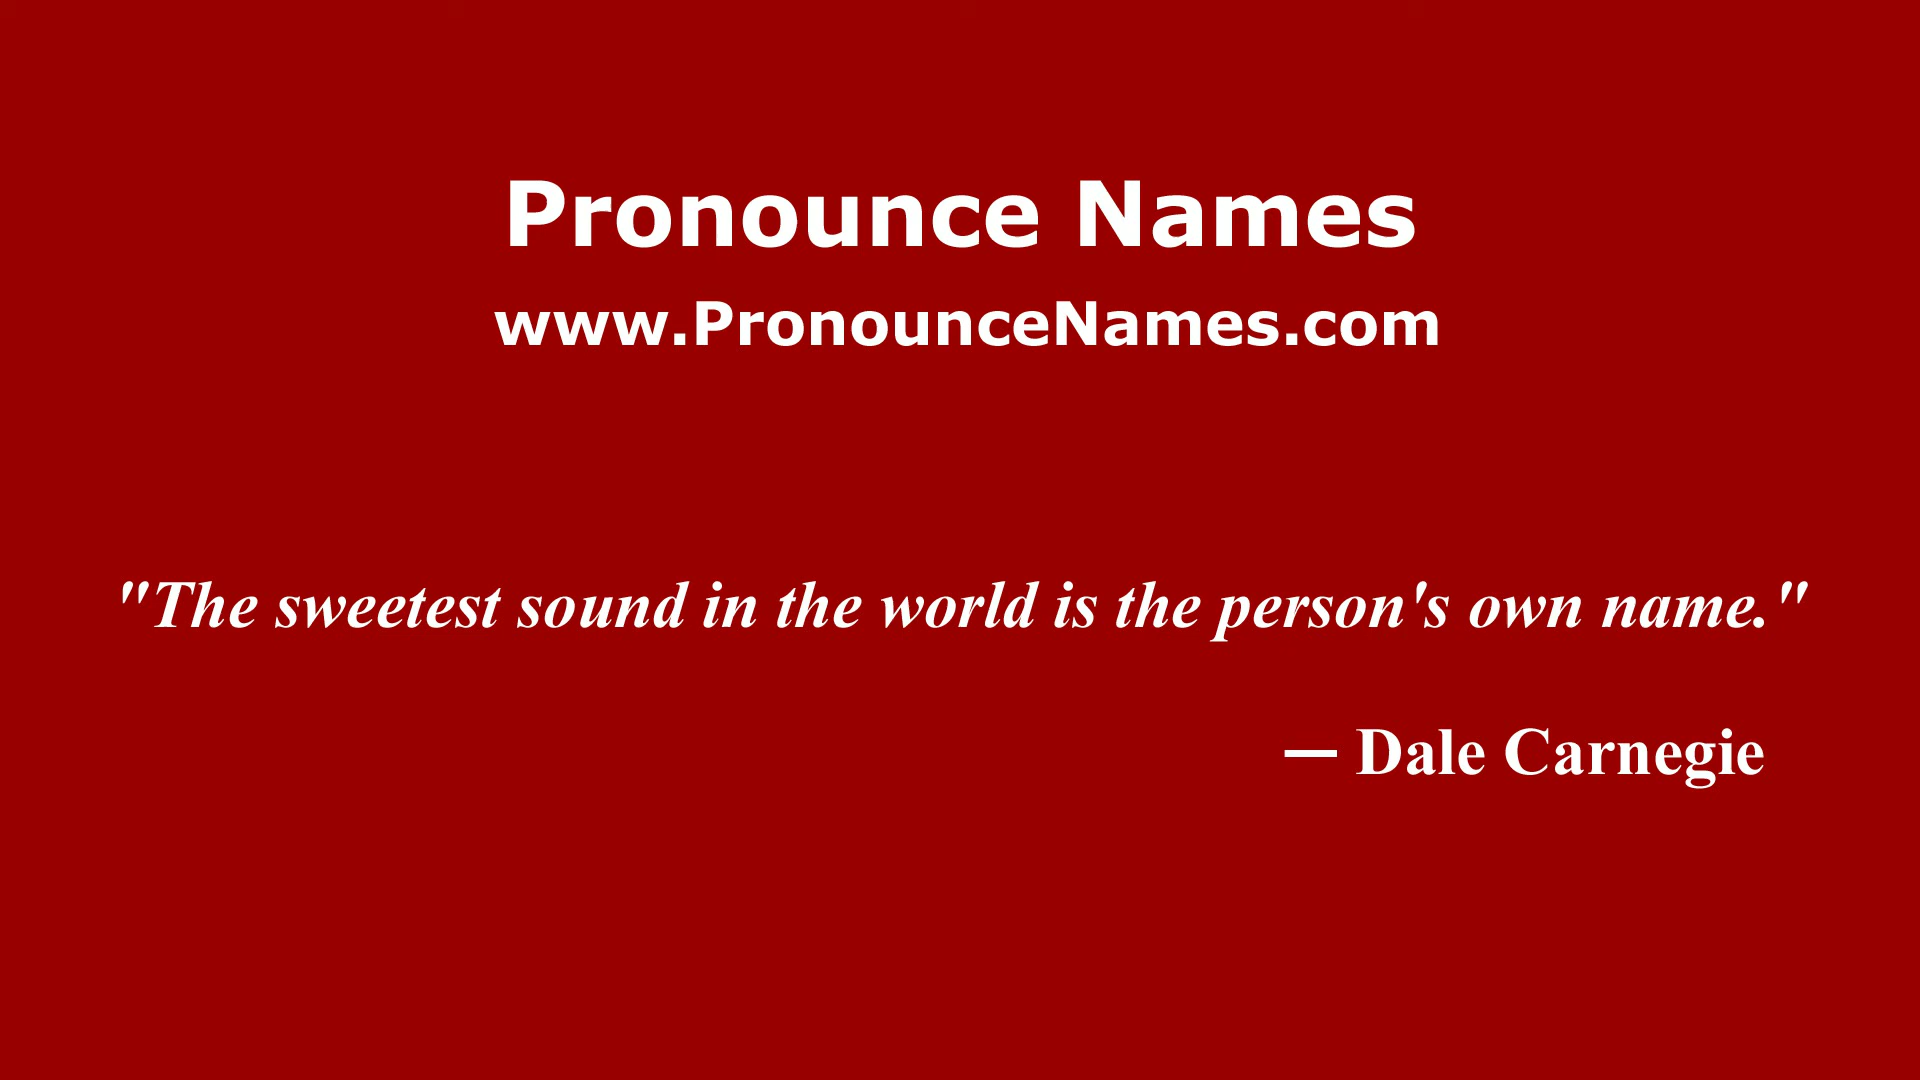 Pronounce Names
www.PronounceNames.com
"The sweetest sound in the world is the person's own name."
— Dale Carnegie